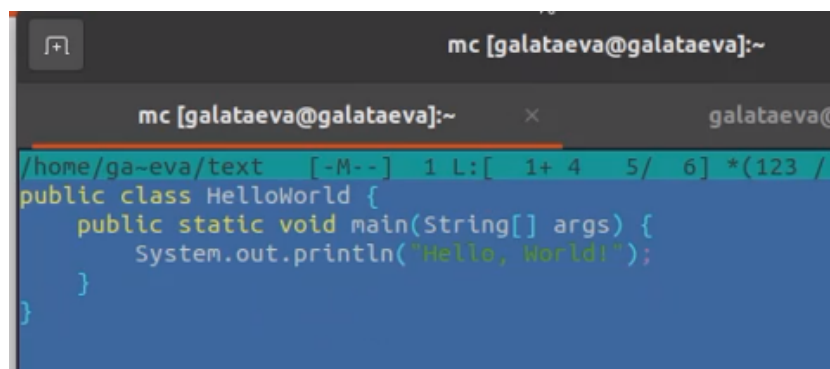 mc [galataeva@galataeva]:~
mc [galataeva@galataeva]:~ × galataeva@
/home/ga~eva/text [-M--] 1 L:[ 1+ 4 5/ 6] *(123 /
public class HelloWorld {
    public static void main(String[] args) {
        System.out.println("Hello, World!");
    }
}